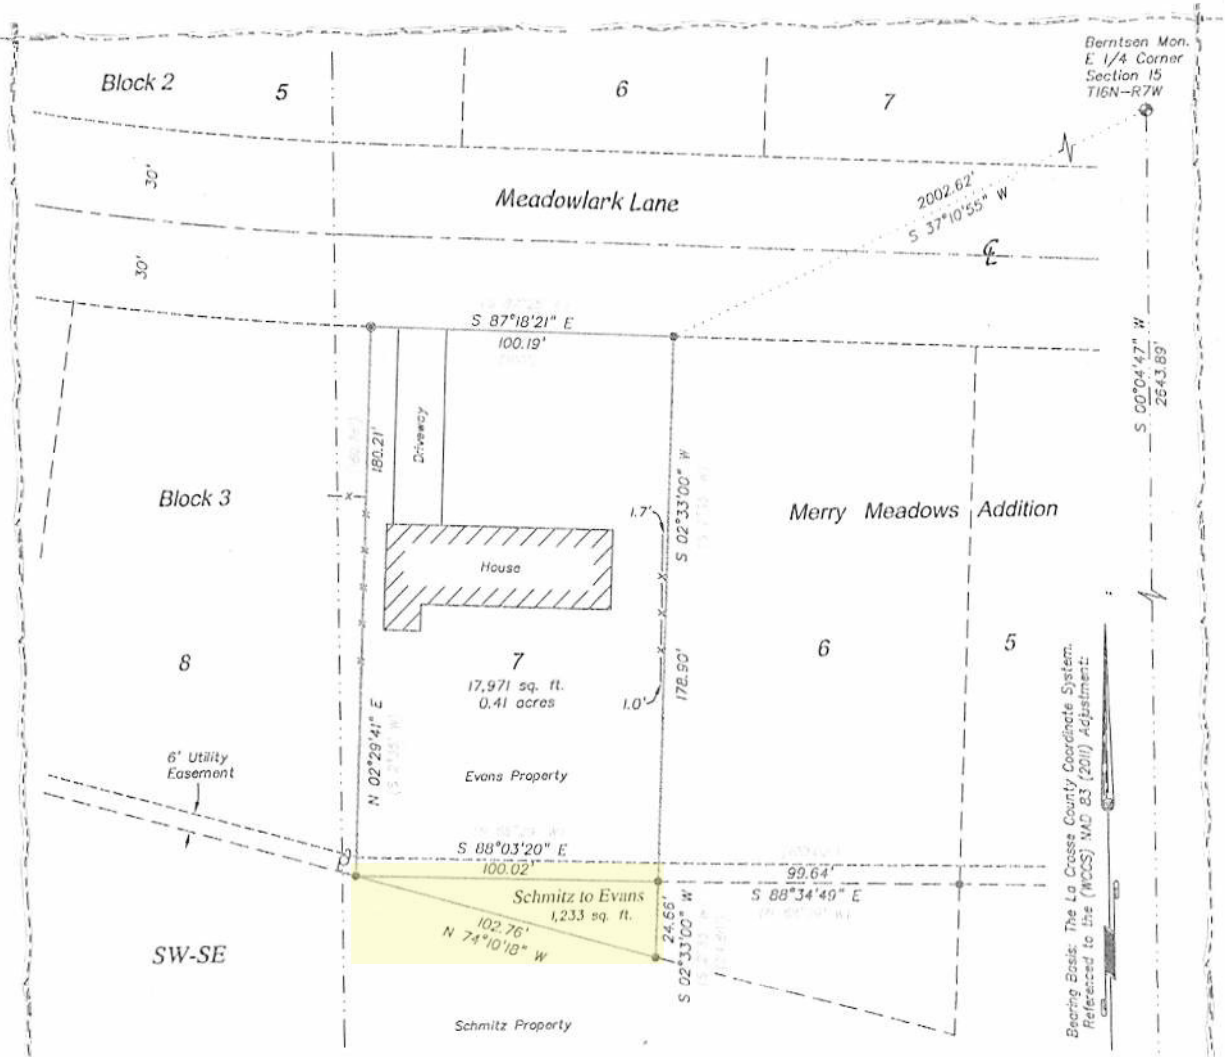 Berntsen Mon.
E 1/4 Corner
Section 15
T16N-R7W
Block 2
5
6
7
30'
Meadowlark Lane
2002.62'
S 37°10'55" W
℄
30'
S 87°18'21" E
100.19'
S 00°04'47" W
2643.89'
180.21'
Driveway
Block 3
1.7'
S 02°33'00" W
Merry Meadows Addition
House
8
7
17,971 sq. ft.
0.41 acres
1.0'
178.90'
6
5
N 02°29'41" E
6' Utility
Easement
Evans Property
S 88°03'20" E
100.02'
99.64'
S 88°34'49" E
Schmitz to Evans
1,233 sq. ft.
24.66'
S 02°33'00" W
102.76'
N 74°10'18" W
SW-SE
Schmitz Property
Bearing Basis: The La Crosse County Coordinate System.
Referenced to the (WCCS) NAD 83 (2011) Adjustment: